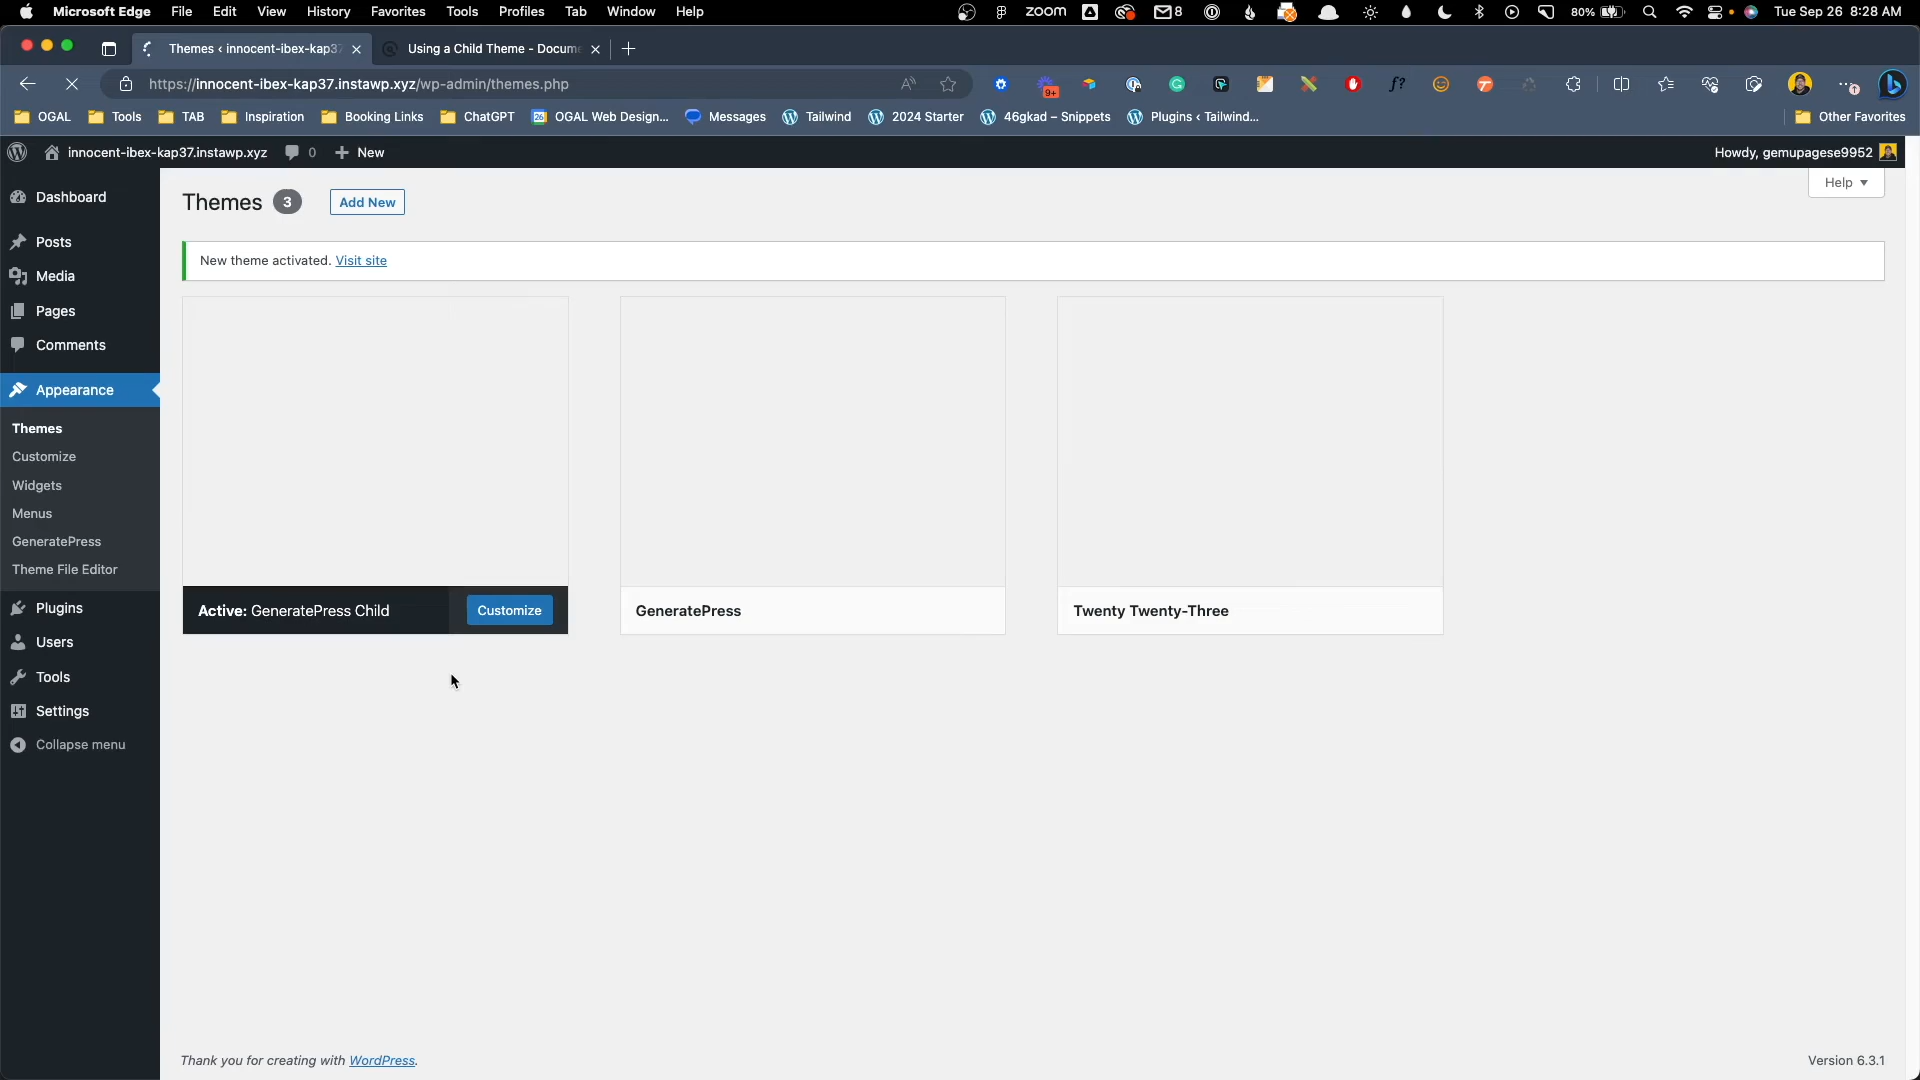 Microsoft Edge File Edit View History Favorites Tools Profiles Tab Window Help zoom 8 80% Tue Sep 26 8:28 AM
Themes ‹ innocent-ibex-kap37 Using a Child Theme - Docum
https://innocent-ibex-kap37.instawp.xyz/wp-admin/themes.php 9+ f?
OGAL Tools TAB Inspiration Booking Links ChatGPT 26 OGAL Web Design... Messages Tailwind 2024 Starter 46gkad – Snippets Plugins ‹ Tailwind... Other Favorites
innocent-ibex-kap37.instawp.xyz 0 New Howdy, gemupagese9952
Help
Themes 3 Add New
New theme activated. Visit site
Dashboard
Posts
Media
Pages
Comments
Appearance
Themes
Customize
Widgets
Menus
GeneratePress
Theme File Editor
Plugins
Users
Tools
Settings
Collapse menu
Active: GeneratePress Child Customize
GeneratePress
Twenty Twenty-Three
Thank you for creating with WordPress.
Version 6.3.1